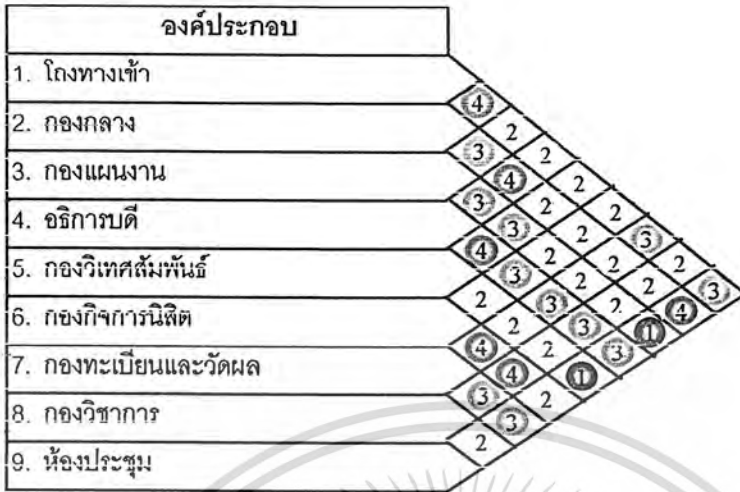 องค์ประกอบ
1. โถงทางเข้า
4
2. กองกลาง
2
3 2
3. กองแผนงาน
4 2
3 2
2
4. อธิการบดี
3 2
3
4 2 2
2
5. กองวิเทศสัมพันธ์
3 2 2
3
2 3 2
4
6. กองกิจการนิสิต
2 3 1
4 2 3
7. กองทะเบียนและวัดผล
4 1
3 2
8. กองวิชาการ
3
2
9. ห้องประชุม